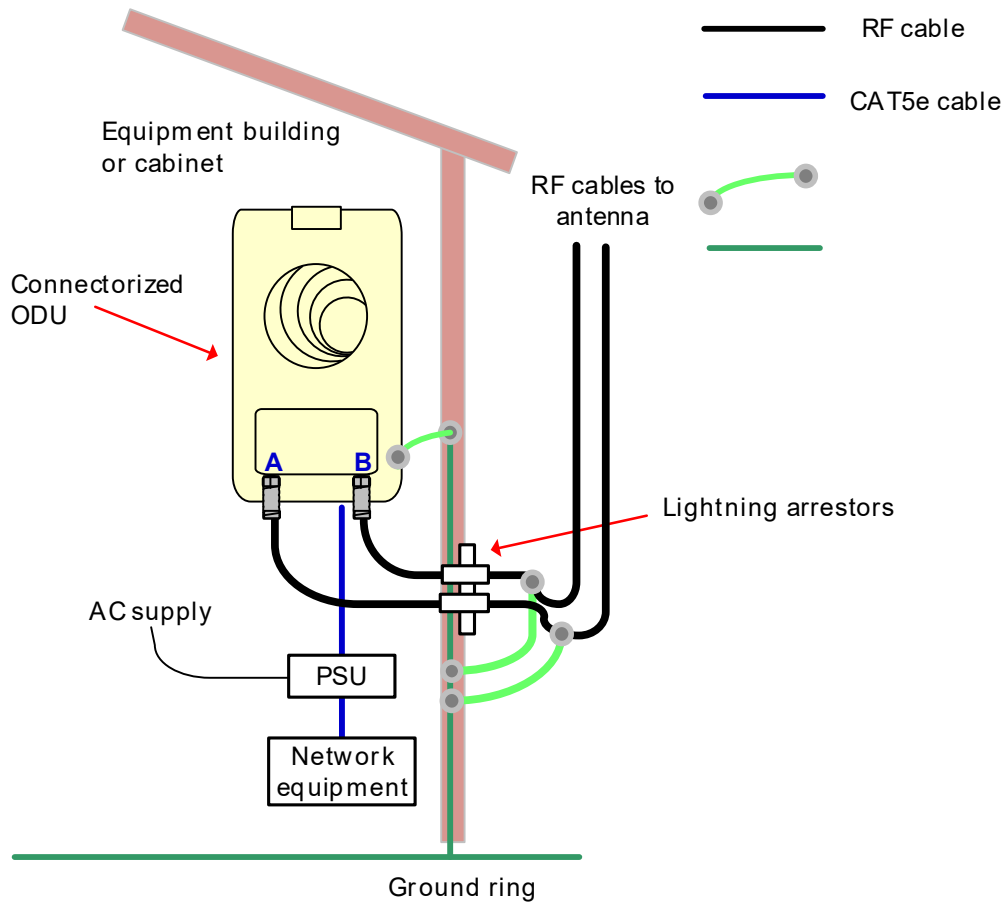 RF cable
CAT5e cable
Equipment building
or cabinet
RF cables to
antenna
Connectorized
ODU
A
B
Lightning arrestors
AC supply
PSU
Network
equipment
Ground ring